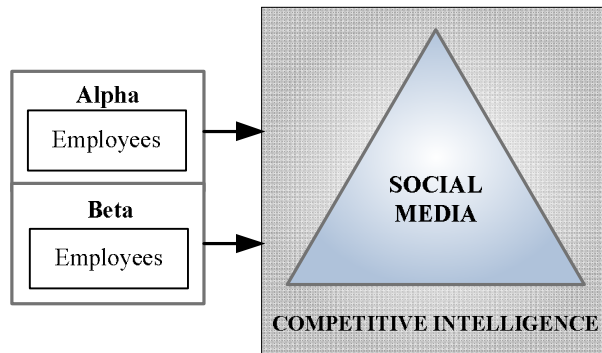 Alpha
Employees
Beta
Employees
SOCIAL
MEDIA
COMPETITIVE INTELLIGENCE